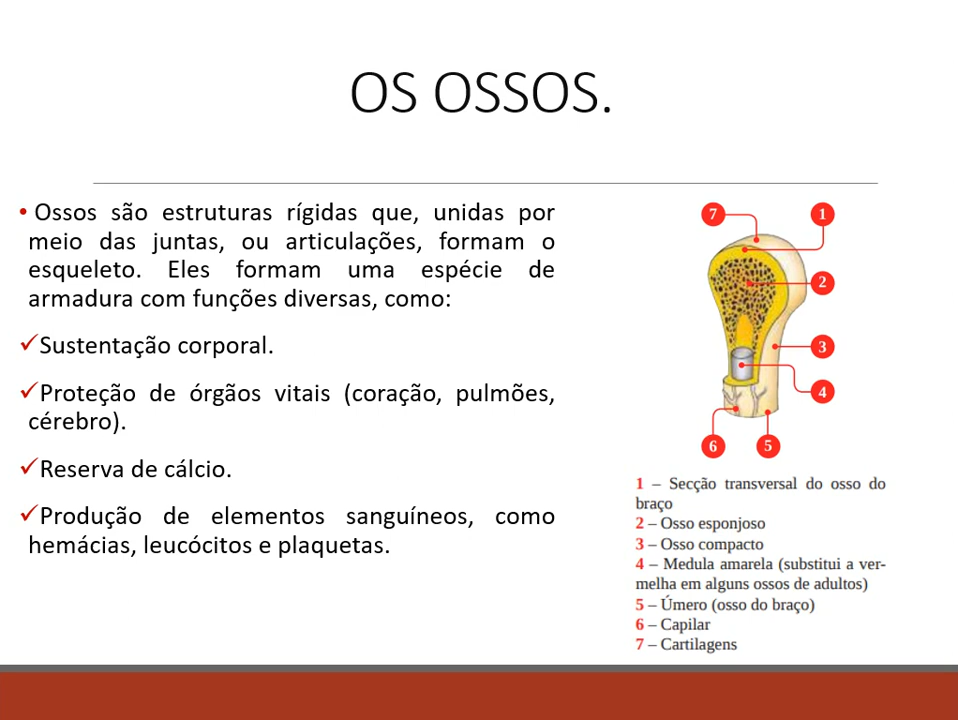 OS OSSOS.
• Ossos são estruturas rígidas que, unidas por
meio das juntas, ou articulações, formam o
esqueleto. Eles formam uma espécie de
armadura com funções diversas, como:
✓Sustentação corporal.
✓Proteção de órgãos vitais (coração, pulmões,
cérebro).
✓Reserva de cálcio.
✓Produção de elementos sanguíneos, como
hemácias, leucócitos e plaquetas.
7
1
2
3
4
6
5
1 – Secção transversal do osso do
braço
2 – Osso esponjoso
3 – Osso compacto
4 – Medula amarela (substitui a ver-
melha em alguns ossos de adultos)
5 – Úmero (osso do braço)
6 – Capilar
7 – Cartilagens